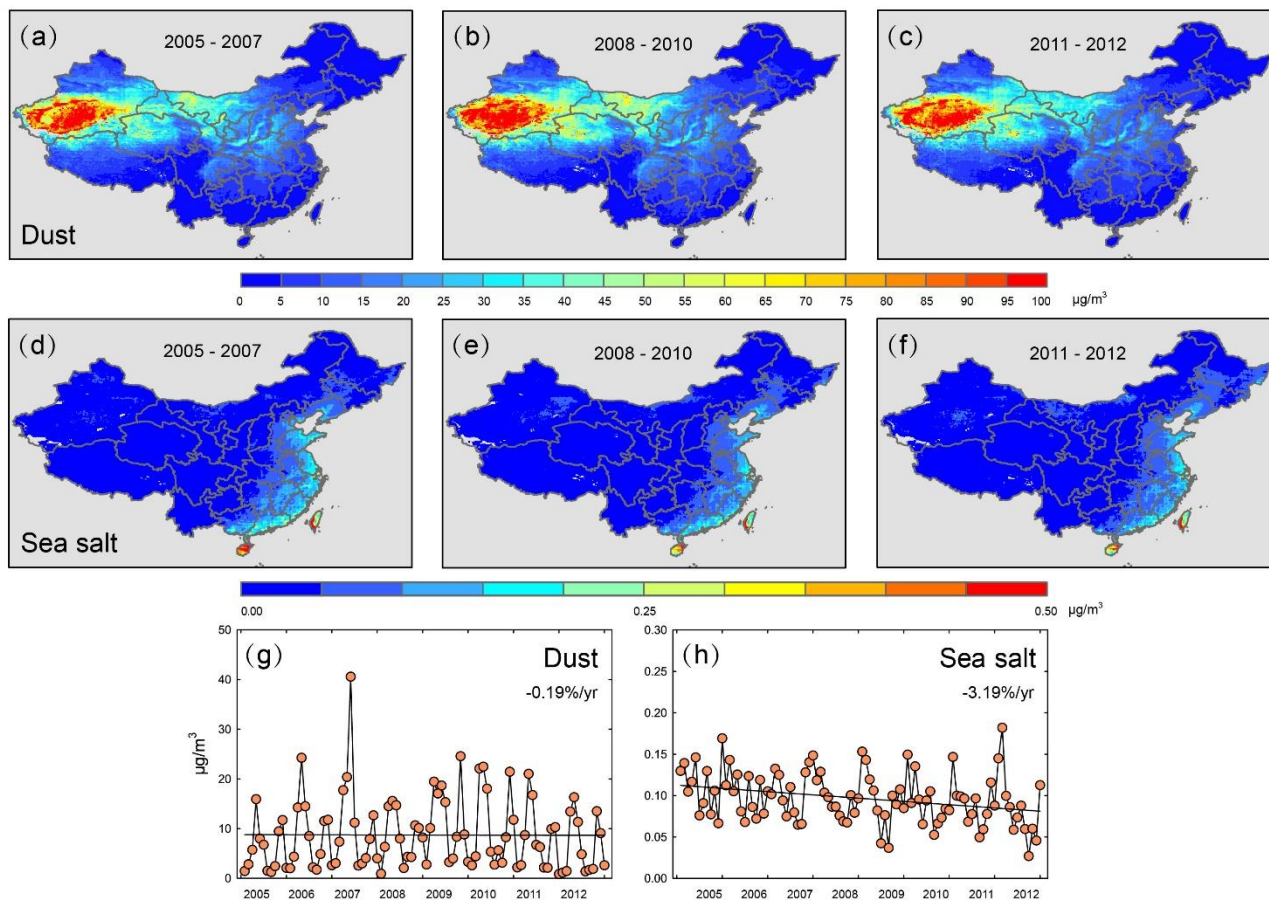 (a) 2005 - 2007
(b) 2008 - 2010
(c) 2011 - 2012
Dust
0 5 10 15 20 25 30 35 40 45 50 55 60 65 70 75 80 85 90 95 100 μg/m³
(d) 2005 - 2007
(e) 2008 - 2010
(f) 2011 - 2012
Sea salt
0.00 0.25 0.50 μg/m³
(g) Dust
-0.19%/yr
μg/m³
50
40
30
20
10
0
2005 2006 2007 2008 2009 2010 2011 2012
(h) Sea salt
-3.19%/yr
0.30
0.25
0.20
0.15
0.10
0.05
0.00
2005 2006 2007 2008 2009 2010 2011 2012